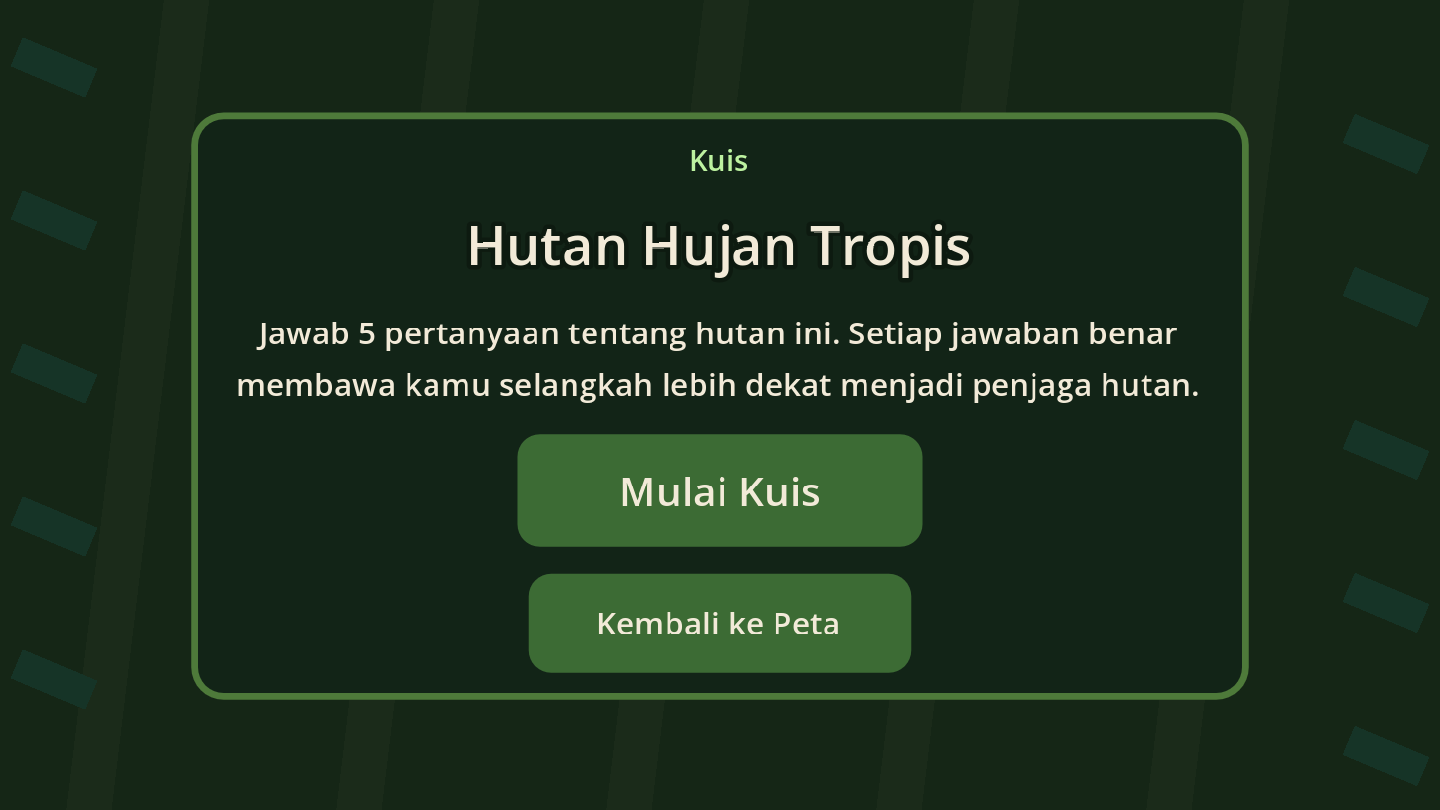 Kuis
Hutan Hujan Tropis
Jawab 5 pertanyaan tentang hutan ini. Setiap jawaban benar
membawa kamu selangkah lebih dekat menjadi penjaga hutan.
Mulai Kuis
Kembali ke Peta